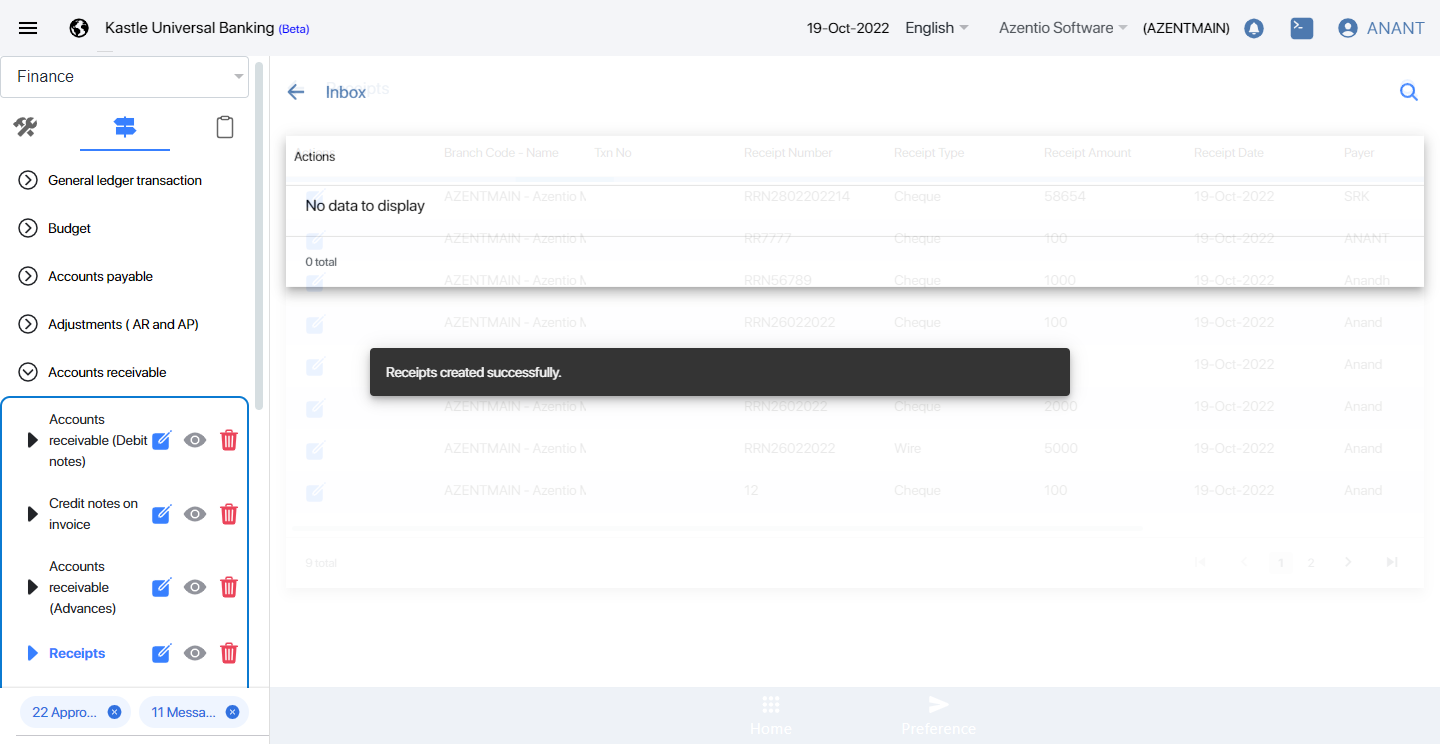 Kastle Universal Banking (Beta)
19-Oct-2022 English Azentio Software (AZENTMAIN) ANANT
Finance
General ledger transaction
Budget
Accounts payable
Adjustments ( AR and AP)
Accounts receivable
Accounts
receivable (Debit
notes)
Credit notes on
invoice
Accounts
receivable
(Advances)
Receipts
22 Appro...
11 Messa...
Inbox
Receipts
Actions
Branch Code - Name Txn No Receipt Number Receipt Type Receipt Amount Receipt Date Payer
AZENTMAIN - Azentio M RRN2802202214 Cheque 58654 19-Oct-2022 SRK
No data to display
AZENTMAIN - Azentio M RR7777 Cheque 100 19-Oct-2022 ANANT
0 total
AZENTMAIN - Azentio M RRN56789 Cheque 1000 19-Oct-2022 Anandh
AZENTMAIN - Azentio M RRN26022022 Cheque 100 19-Oct-2022 Anand
19-Oct-2022 Anand
Receipts created successfully.
AZENTMAIN - Azentio M RRN2602022 Cheque 2000 19-Oct-2022 Anand
AZENTMAIN - Azentio M RRN26022022 Wire 5000 19-Oct-2022 Anand
AZENTMAIN - Azentio M 12 Cheque 100 19-Oct-2022 Anand
9 total
1 2
Home
Preference